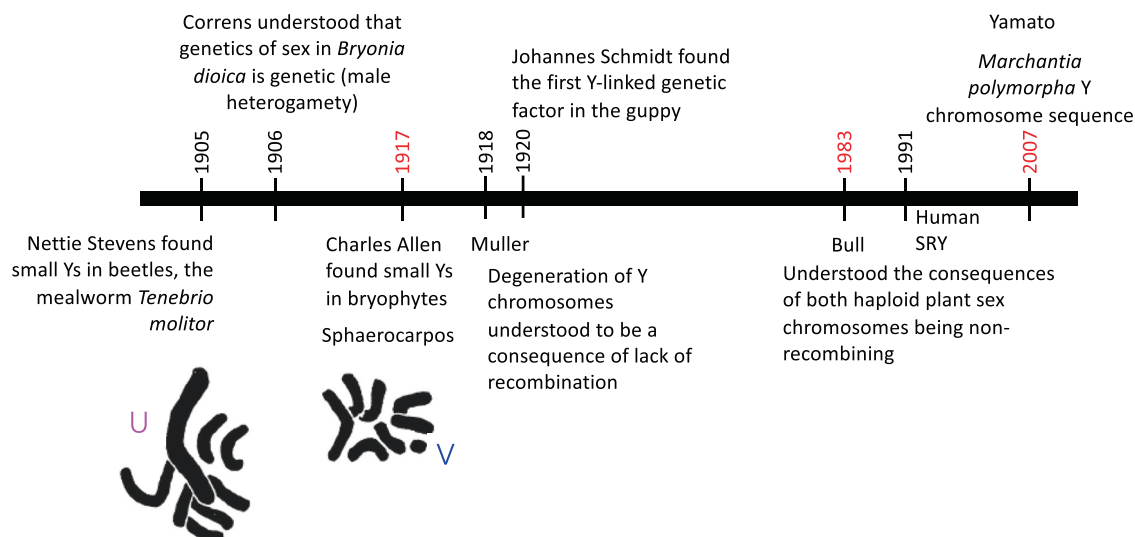 Correns understood that
genetics of sex in Bryonia
dioica is genetic (male
heterogamety)
Johannes Schmidt found
the first Y-linked genetic
factor in the guppy
Yamato
Marchantia
polymorpha Y
chromosome sequence
1905
1906
1917
1918
1920
1983
1991
2007
Nettie Stevens found
small Ys in beetles, the
mealworm Tenebrio
molitor
Charles Allen
found small Ys
in bryophytes
Sphaerocarpos
Muller
Degeneration of Y
chromosomes
understood to be a
consequence of lack of
recombination
Bull
Understood the consequences
of both haploid plant sex
chromosomes being non-
recombining
Human
SRY
U
V